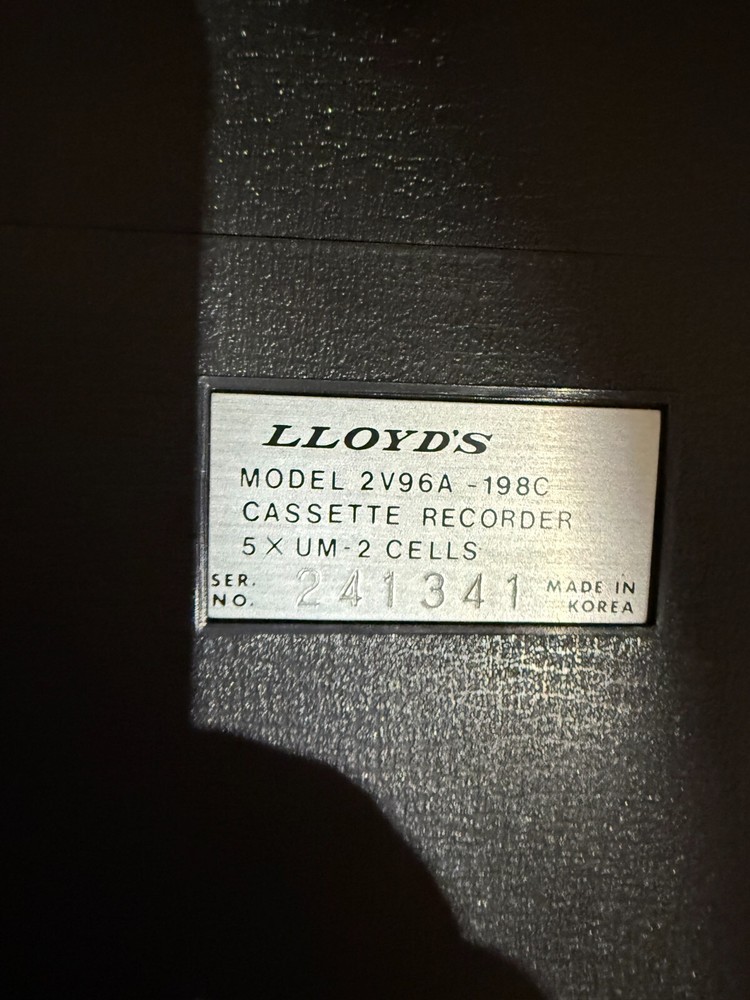 LLOYD'S
MODEL 2V96A -198C
CASSETTE RECORDER
5 X UM-2 CELLS
SER. NO. 241341 MADE IN KOREA